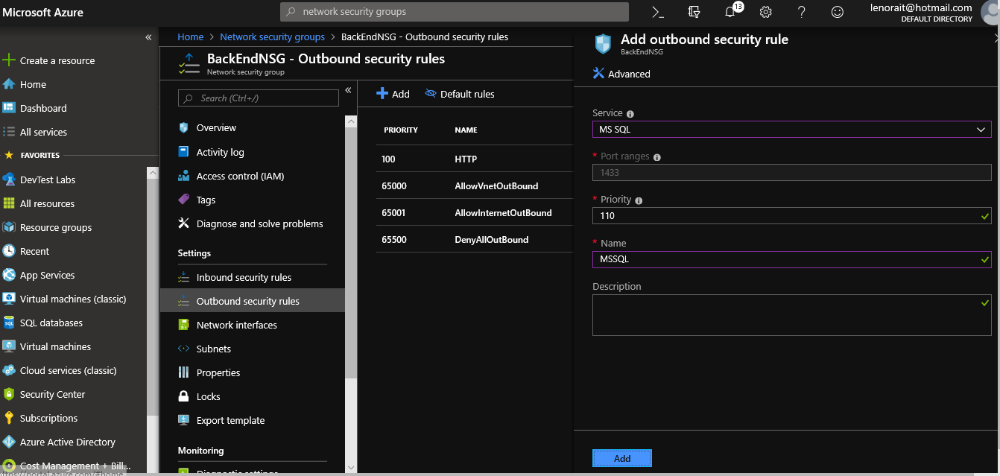 Microsoft Azure
network security groups
13
lenorait@hotmail.com
DEFAULT DIRECTORY
Create a resource
Home
Dashboard
All services
FAVORITES
DevTest Labs
All resources
Resource groups
Recent
App Services
Virtual machines (classic)
SQL databases
Virtual machines
Cloud services (classic)
Security Center
Subscriptions
Azure Active Directory
Cost Management + Bill...
Home > Network security groups > BackEndNSG - Outbound security rules
BackEndNSG - Outbound security rules
Network security group
Search (Ctrl+/)
Overview
Activity log
Access control (IAM)
Tags
Diagnose and solve problems
Settings
Inbound security rules
Outbound security rules
Network interfaces
Subnets
Properties
Locks
Export template
Monitoring
Diagnostic settings
Add Default rules
PRIORITY NAME
100 HTTP
65000 AllowVnetOutBound
65001 AllowInternetOutBound
65500 DenyAllOutBound
Add outbound security rule
BackEndNSG
Advanced
Service
MS SQL
* Port ranges
1433
* Priority
110
* Name
MSSQL
Description
Add